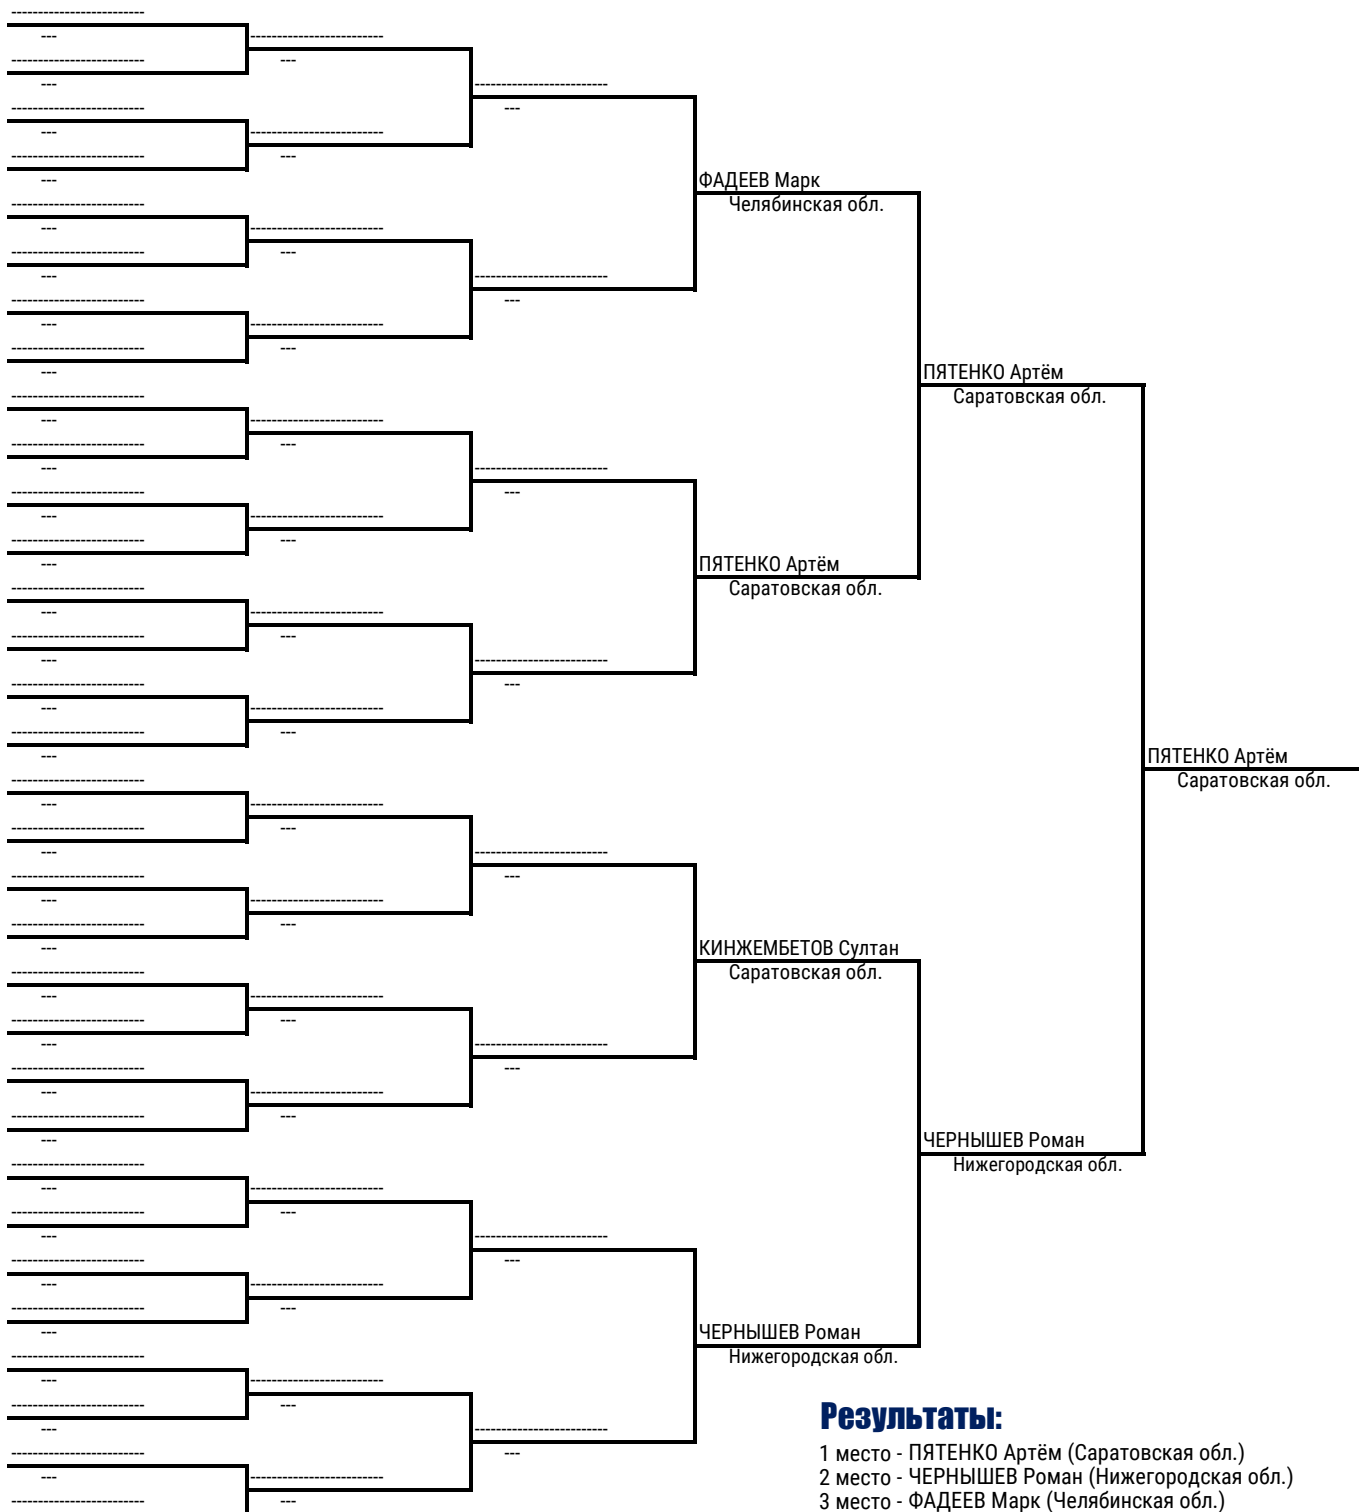 ФАДЕЕВ Марк
Челябинская обл.
ПЯТЕНКО Артём
Саратовская обл.
ПЯТЕНКО Артём
Саратовская обл.
ПЯТЕНКО Артём
Саратовская обл.
КИНЖЕМБЕТОВ Султан
Саратовская обл.
ЧЕРНЫШЕВ Роман
Нижегородская обл.
ЧЕРНЫШЕВ Роман
Нижегородская обл.
Результаты:
1 место - ПЯТЕНКО Артём (Саратовская обл.)
2 место - ЧЕРНЫШЕВ Роман (Нижегородская обл.)
3 место - ФАДЕЕВ Марк (Челябинская обл.)